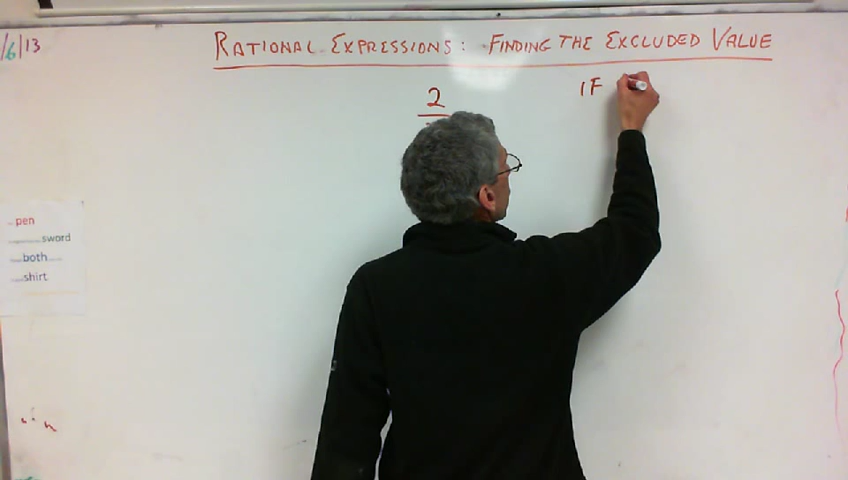 /6/13
RATIONAL EXPRESSIONS: FINDING THE EXCLUDED VALUE
2
IF
pen
sword
both
shirt